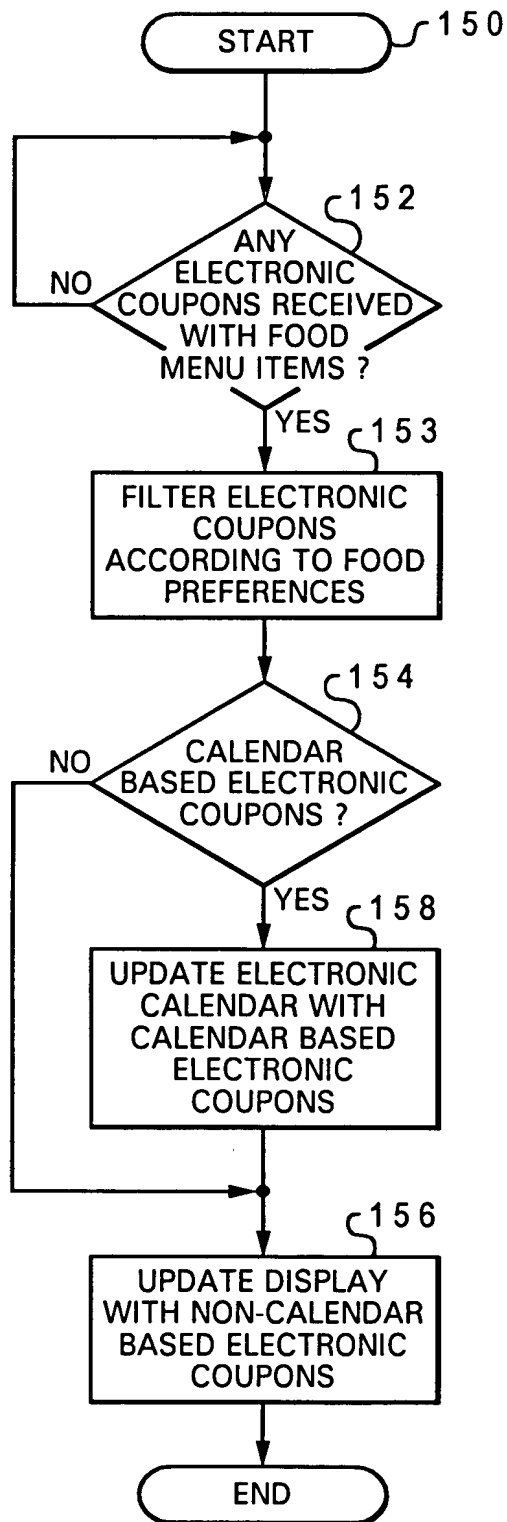 START
150
152
ANY
ELECTRONIC
COUPONS RECEIVED
WITH FOOD
MENU ITEMS ?
NO
YES
153
FILTER ELECTRONIC
COUPONS
ACCORDING TO FOOD
PREFERENCES
154
CALENDAR
BASED ELECTRONIC
COUPONS ?
NO
YES
158
UPDATE ELECTRONIC
CALENDAR WITH
CALENDAR BASED
ELECTRONIC
COUPONS
156
UPDATE DISPLAY
WITH NON-CALENDAR
BASED ELECTRONIC
COUPONS
END